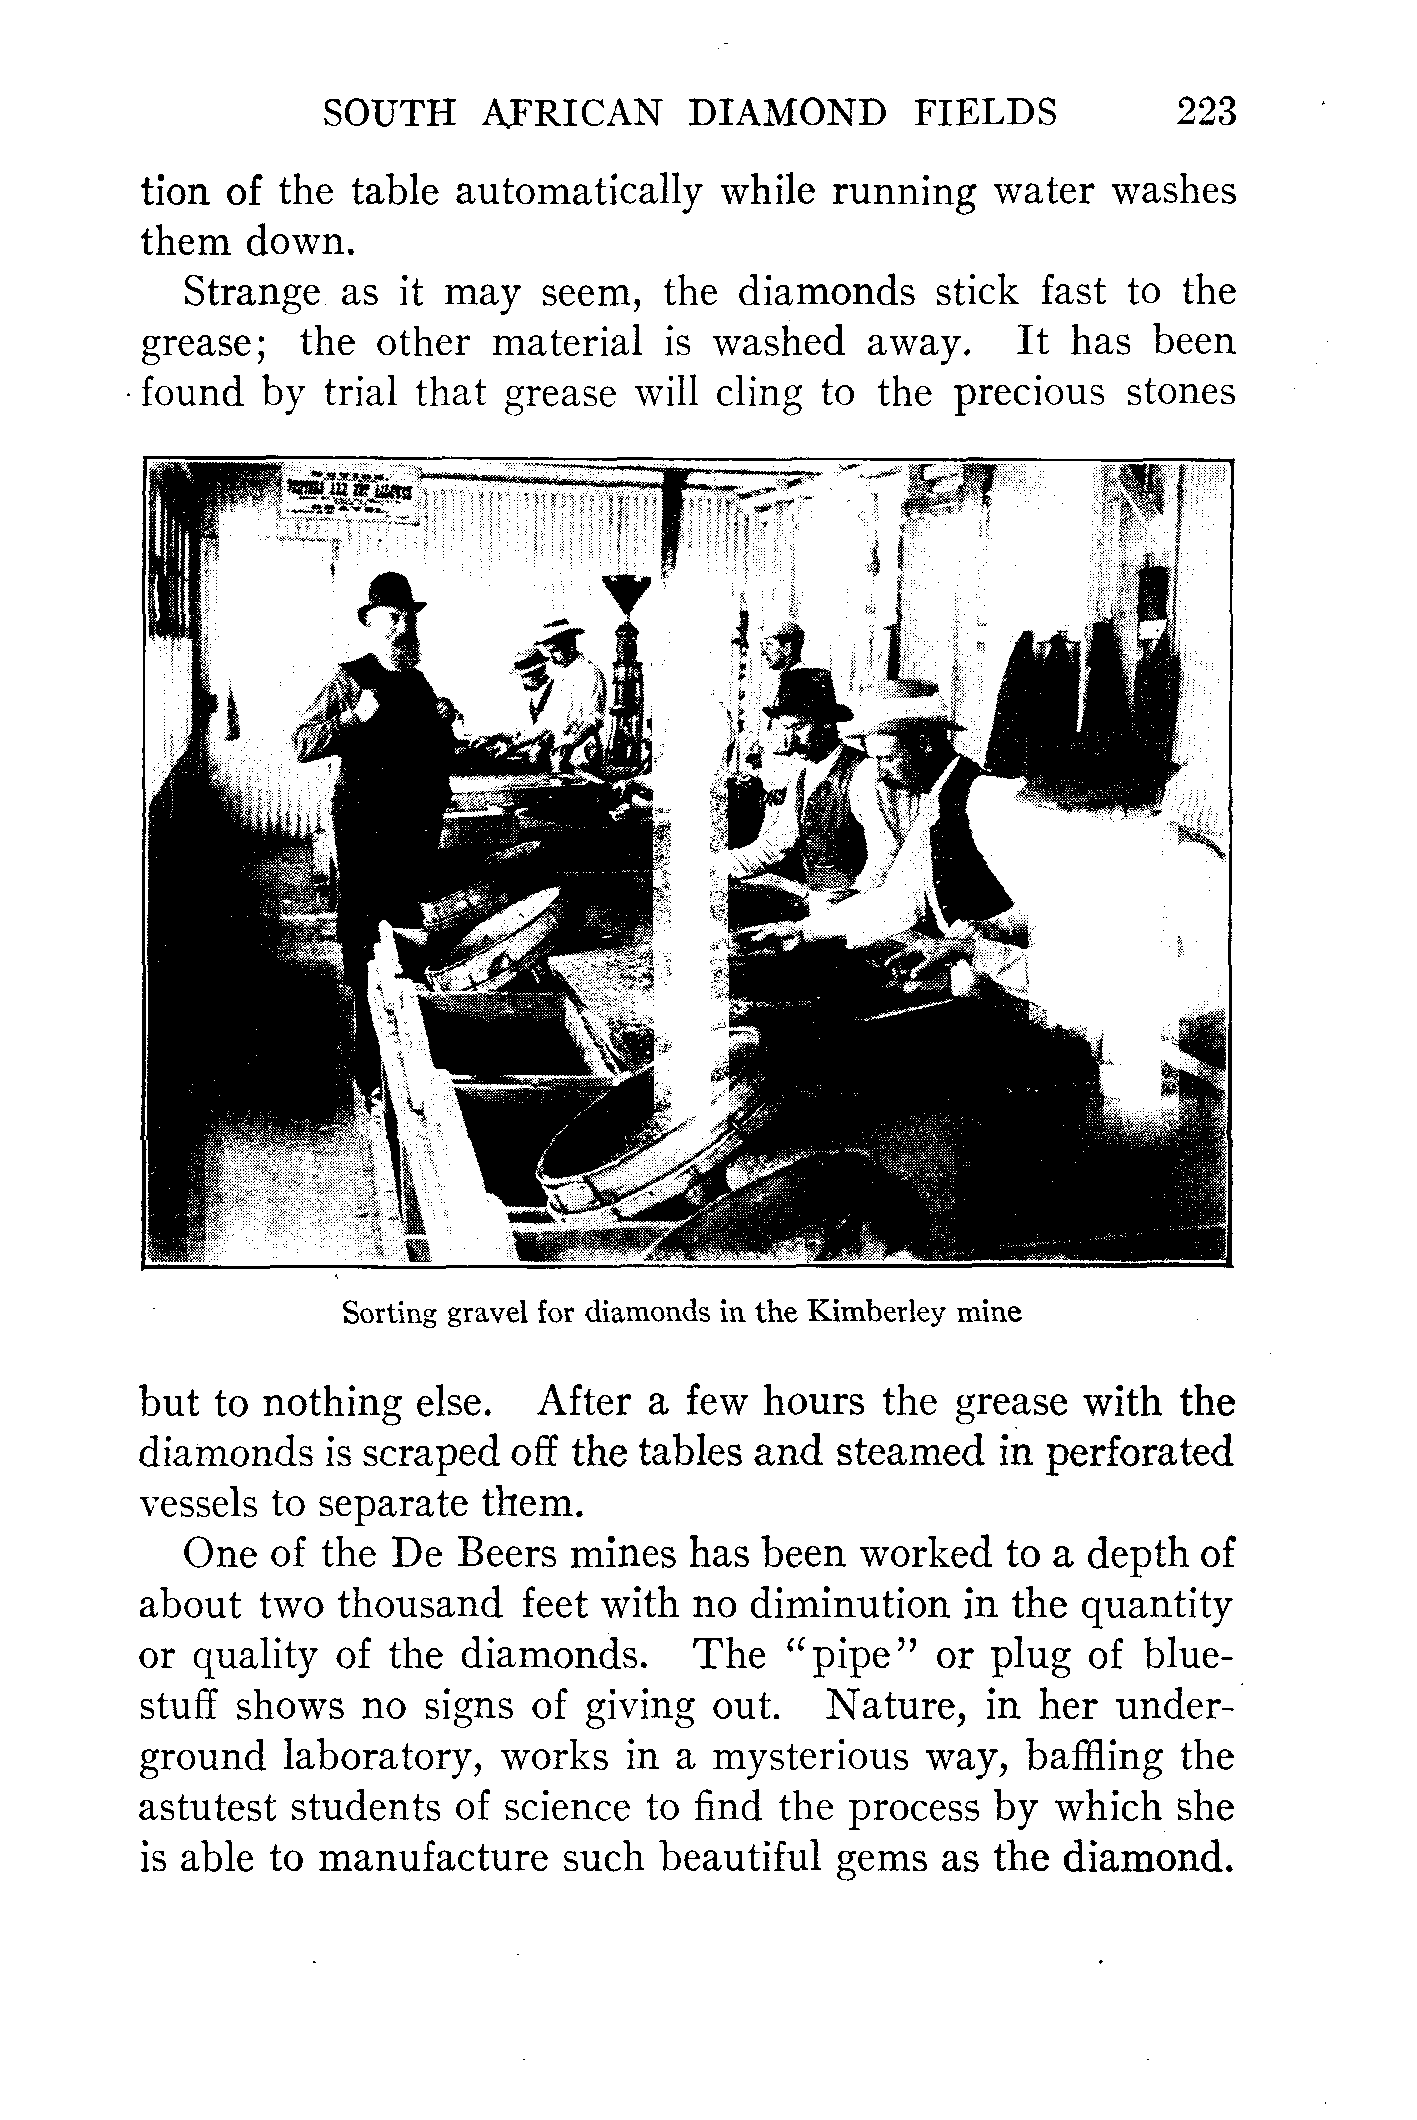 SOUTH AFRICAN DIAMOND FIELDS 223
tion of the table automatically while running water washes
them down.
Strange as it may seem, the diamonds stick fast to the
grease; the other material is washed away. It has been
found by trial that grease will cling to the precious stones
Sorting gravel for diamonds in the Kimberley mine
but to nothing else. After a few hours the grease with the
diamonds is scraped off the tables and steamed in perforated
vessels to separate them.
One of the De Beers mines has been worked to a depth of
about two thousand feet with no diminution in the quantity
or quality of the diamonds. The “pipe” or plug of blue-
stuff shows no signs of giving out. Nature, in her under-
ground laboratory, works in a mysterious way, baffling the
astutest students of science to find the process by which she
is able to manufacture such beautiful gems as the diamond.